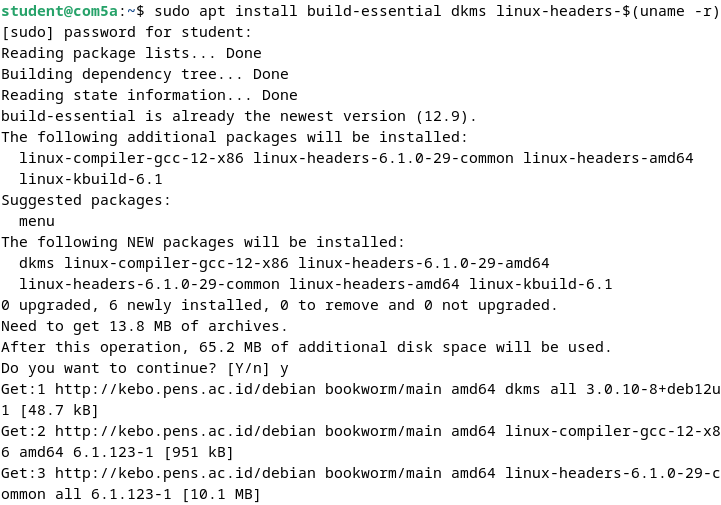 student@com5a:~$ sudo apt install build-essential dkms linux-headers-$(uname -r)
[sudo] password for student:
Reading package lists... Done
Building dependency tree... Done
Reading state information... Done
build-essential is already the newest version (12.9).
The following additional packages will be installed:
  linux-compiler-gcc-12-x86 linux-headers-6.1.0-29-common linux-headers-amd64
  linux-kbuild-6.1
Suggested packages:
  menu
The following NEW packages will be installed:
  dkms linux-compiler-gcc-12-x86 linux-headers-6.1.0-29-amd64
  linux-headers-6.1.0-29-common linux-headers-amd64 linux-kbuild-6.1
0 upgraded, 6 newly installed, 0 to remove and 0 not upgraded.
Need to get 13.8 MB of archives.
After this operation, 65.2 MB of additional disk space will be used.
Do you want to continue? [Y/n] y
Get:1 http://kebo.pens.ac.id/debian bookworm/main amd64 dkms all 3.0.10-8+deb12u
1 [48.7 kB]
Get:2 http://kebo.pens.ac.id/debian bookworm/main amd64 linux-compiler-gcc-12-x8
6 amd64 6.1.123-1 [951 kB]
Get:3 http://kebo.pens.ac.id/debian bookworm/main amd64 linux-headers-6.1.0-29-c
ommon all 6.1.123-1 [10.1 MB]